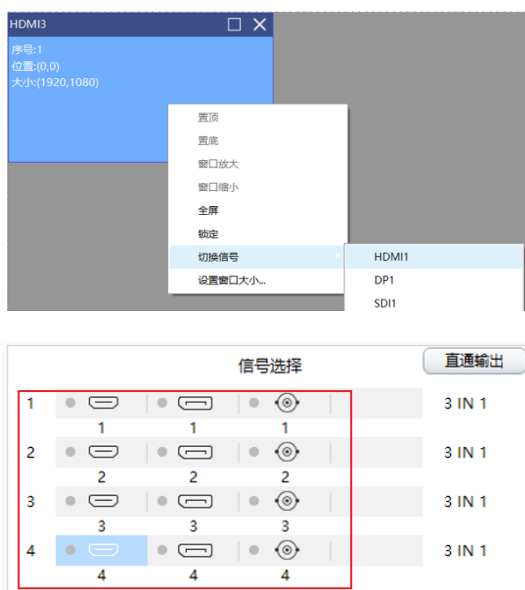 HDMI3
序号:1
位置:(0,0)
大小:(1920,1080)
置顶
置底
窗口放大
窗口缩小
全屏
锁定
切换信号
HDMI1
设置窗口大小...
DP1
SDI1
信号选择
直通输出
1 3 IN 1
1 1 1
2 3 IN 1
2 2 2
3 3 IN 1
3 3 3
4 3 IN 1
4 4 4